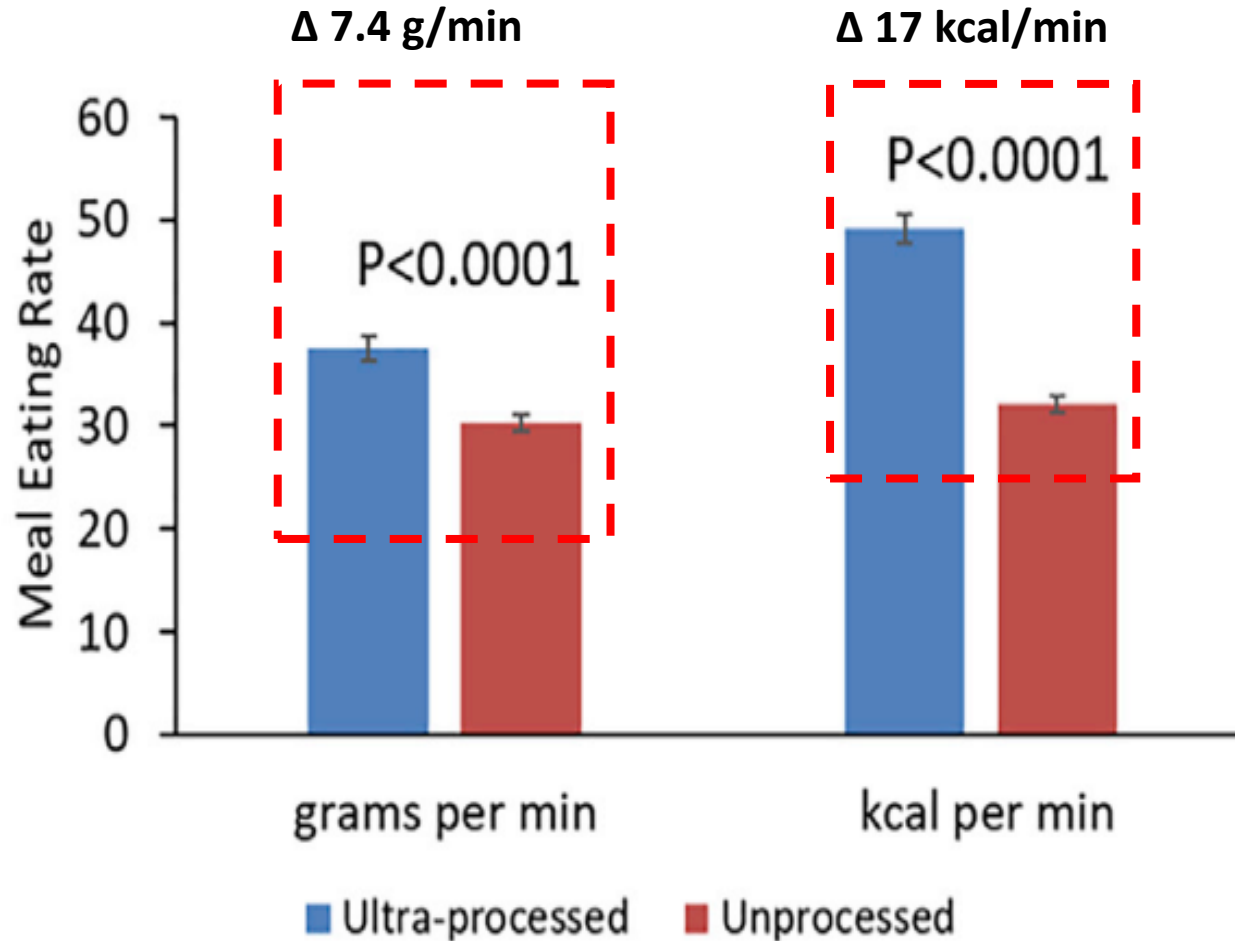 Δ 7.4 g/min
Δ 17 kcal/min
Meal Eating Rate
60
50
40
30
20
10
0
P<0.0001
P<0.0001
grams per min
kcal per min
Ultra-processed
Unprocessed